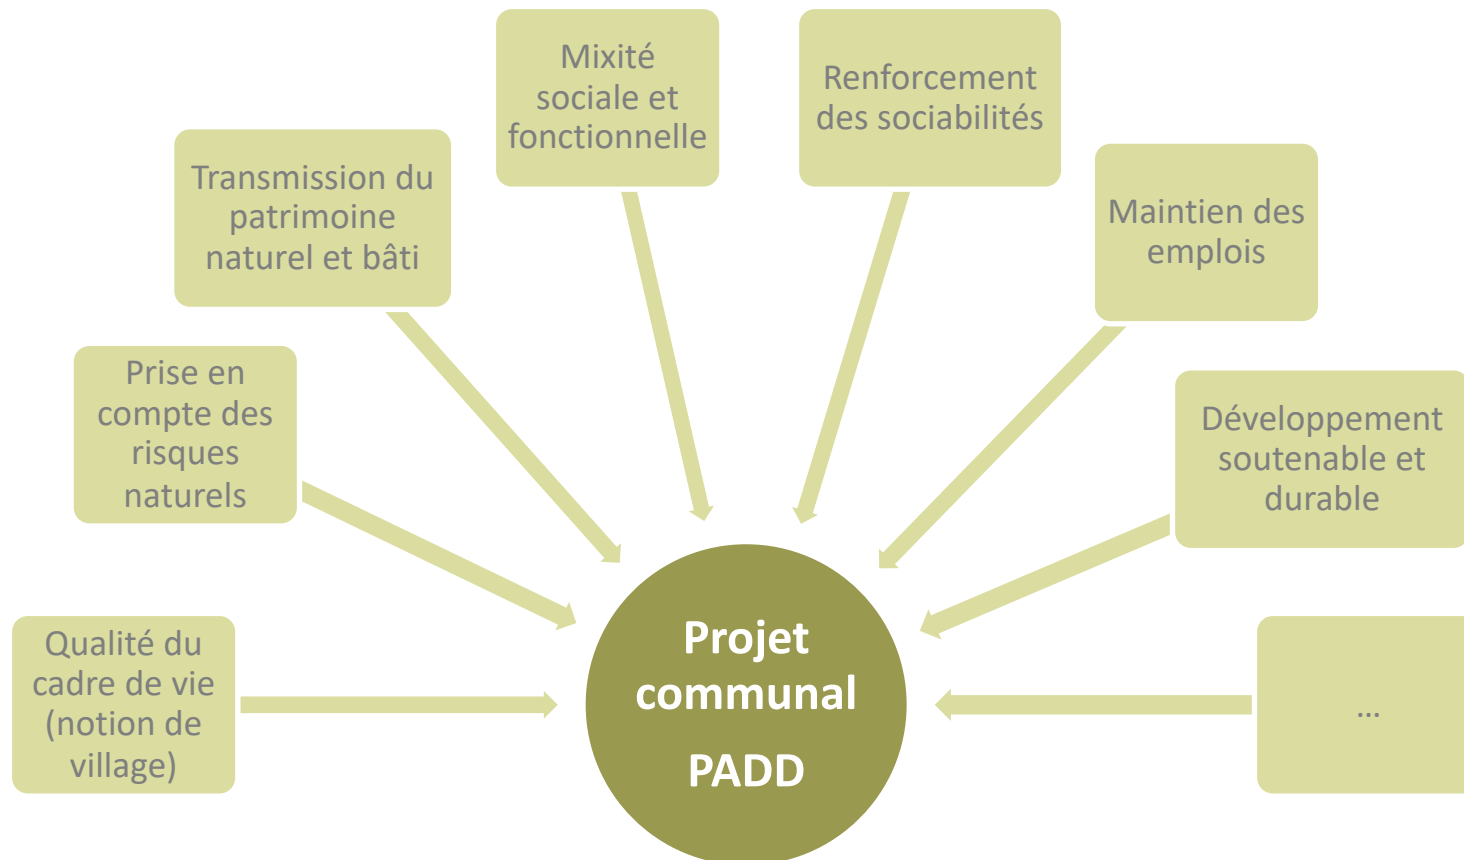 Mixité
sociale et
fonctionnelle
Renforcement
des sociabilités
Transmission du
patrimoine
naturel et bâti
Maintien des
emplois
Prise en
compte des
risques
naturels
Développement
soutenable et
durable
Qualité du
cadre de vie
(notion de
village)
Projet
communal
PADD
...